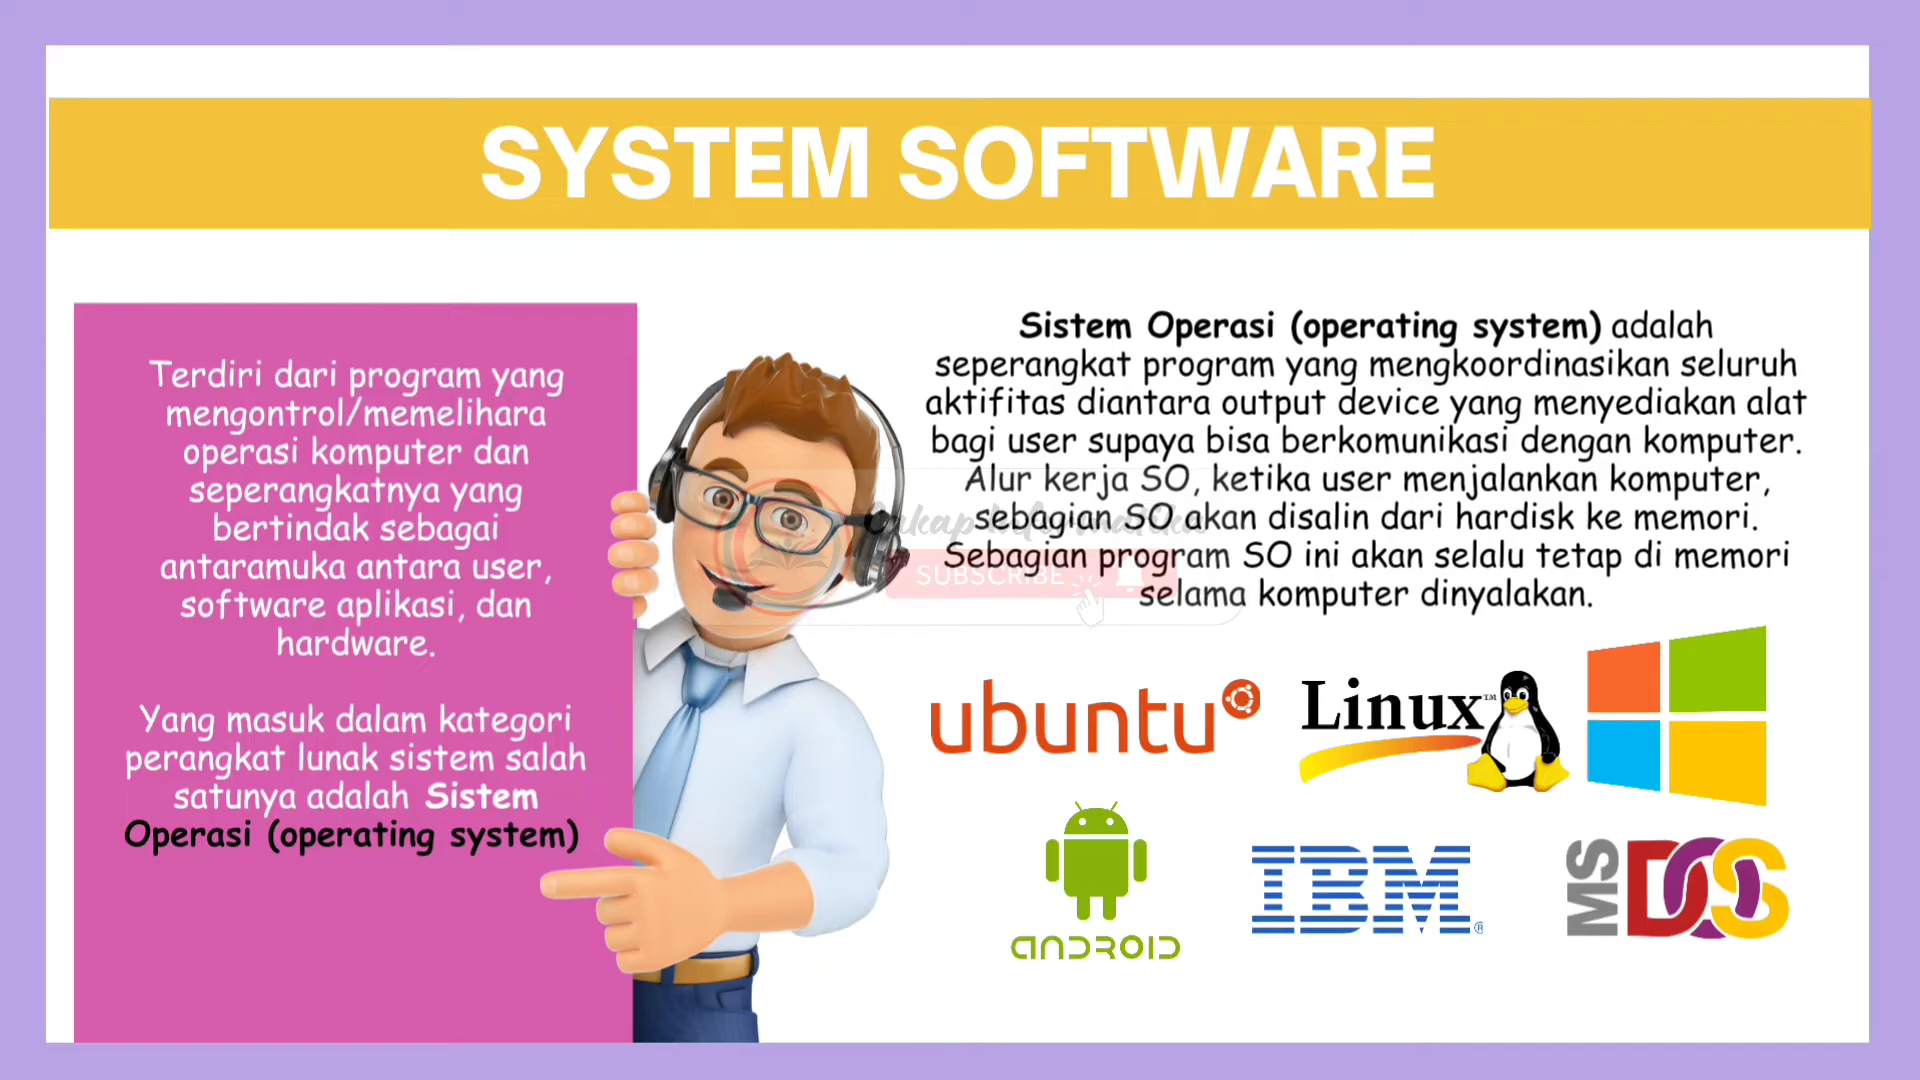 SYSTEM SOFTWARE
Terdiri dari program yang
mengontrol/memelihara
operasi komputer dan
seperangkatnya yang
bertindak sebagai
antaramuka antara user,
software aplikasi, dan
hardware.
Yang masuk dalam kategori
perangkat lunak sistem salah
satunya adalah Sistem
Operasi (operating system)
Sistem Operasi (operating system) adalah
seperangkat program yang mengkoordinasikan seluruh
aktifitas diantara output device yang menyediakan alat
bagi user supaya bisa berkomunikasi dengan komputer.
Alur kerja SO, ketika user menjalankan komputer,
sebagian SO akan disalin dari hardisk ke memori.
Sebagian program SO ini akan selalu tetap di memori
selama komputer dinyalakan.
SUBSCRIBE
ubuntu
Linux™
ANDROID
IBM®
MS DOS